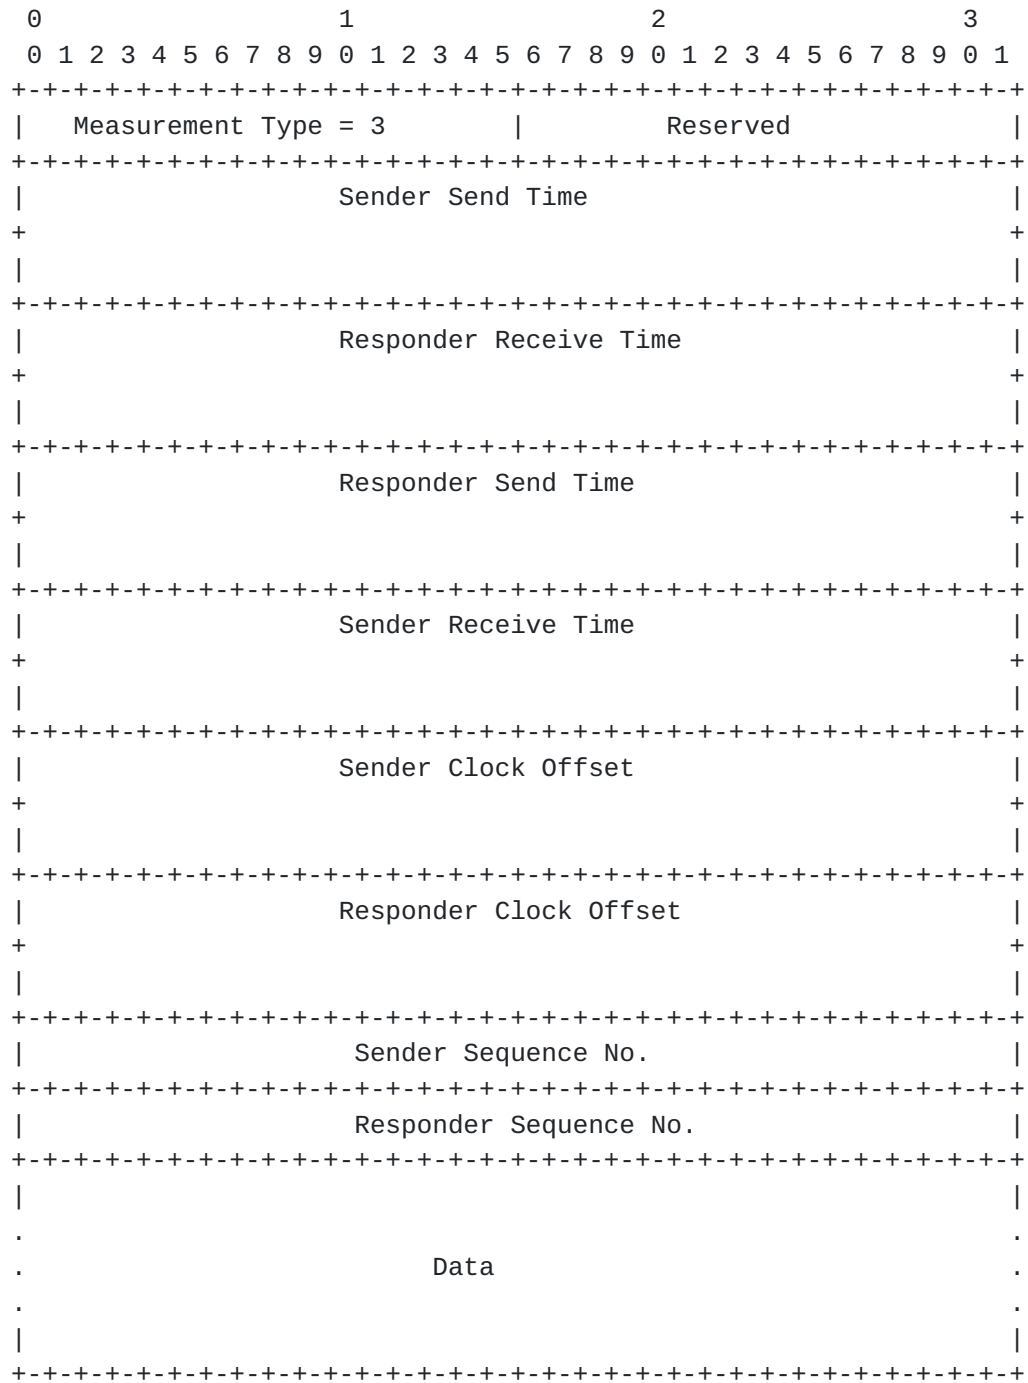 0                   1                   2                   3
 0 1 2 3 4 5 6 7 8 9 0 1 2 3 4 5 6 7 8 9 0 1 2 3 4 5 6 7 8 9 0 1
+-+-+-+-+-+-+-+-+-+-+-+-+-+-+-+-+-+-+-+-+-+-+-+-+-+-+-+-+-+-+-+-+
|   Measurement Type = 3        |         Reserved              |
+-+-+-+-+-+-+-+-+-+-+-+-+-+-+-+-+-+-+-+-+-+-+-+-+-+-+-+-+-+-+-+-+
|                    Sender Send Time                           |
+                                                               +
|                                                               |
+-+-+-+-+-+-+-+-+-+-+-+-+-+-+-+-+-+-+-+-+-+-+-+-+-+-+-+-+-+-+-+-+
|                    Responder Receive Time                     |
+                                                               +
|                                                               |
+-+-+-+-+-+-+-+-+-+-+-+-+-+-+-+-+-+-+-+-+-+-+-+-+-+-+-+-+-+-+-+-+
|                    Responder Send Time                        |
+                                                               +
|                                                               |
+-+-+-+-+-+-+-+-+-+-+-+-+-+-+-+-+-+-+-+-+-+-+-+-+-+-+-+-+-+-+-+-+
|                    Sender Receive Time                        |
+                                                               +
|                                                               |
+-+-+-+-+-+-+-+-+-+-+-+-+-+-+-+-+-+-+-+-+-+-+-+-+-+-+-+-+-+-+-+-+
|                    Sender Clock Offset                        |
+                                                               +
|                                                               |
+-+-+-+-+-+-+-+-+-+-+-+-+-+-+-+-+-+-+-+-+-+-+-+-+-+-+-+-+-+-+-+-+
|                    Responder Clock Offset                     |
+                                                               +
|                                                               |
+-+-+-+-+-+-+-+-+-+-+-+-+-+-+-+-+-+-+-+-+-+-+-+-+-+-+-+-+-+-+-+-+
|                     Sender Sequence No.                       |
+-+-+-+-+-+-+-+-+-+-+-+-+-+-+-+-+-+-+-+-+-+-+-+-+-+-+-+-+-+-+-+-+
|                     Responder Sequence No.                    |
+-+-+-+-+-+-+-+-+-+-+-+-+-+-+-+-+-+-+-+-+-+-+-+-+-+-+-+-+-+-+-+-+
|                                                               |
.                                                               .
.                          Data                                 .
.                                                               .
|                                                               |
+-+-+-+-+-+-+-+-+-+-+-+-+-+-+-+-+-+-+-+-+-+-+-+-+-+-+-+-+-+-+-+-+